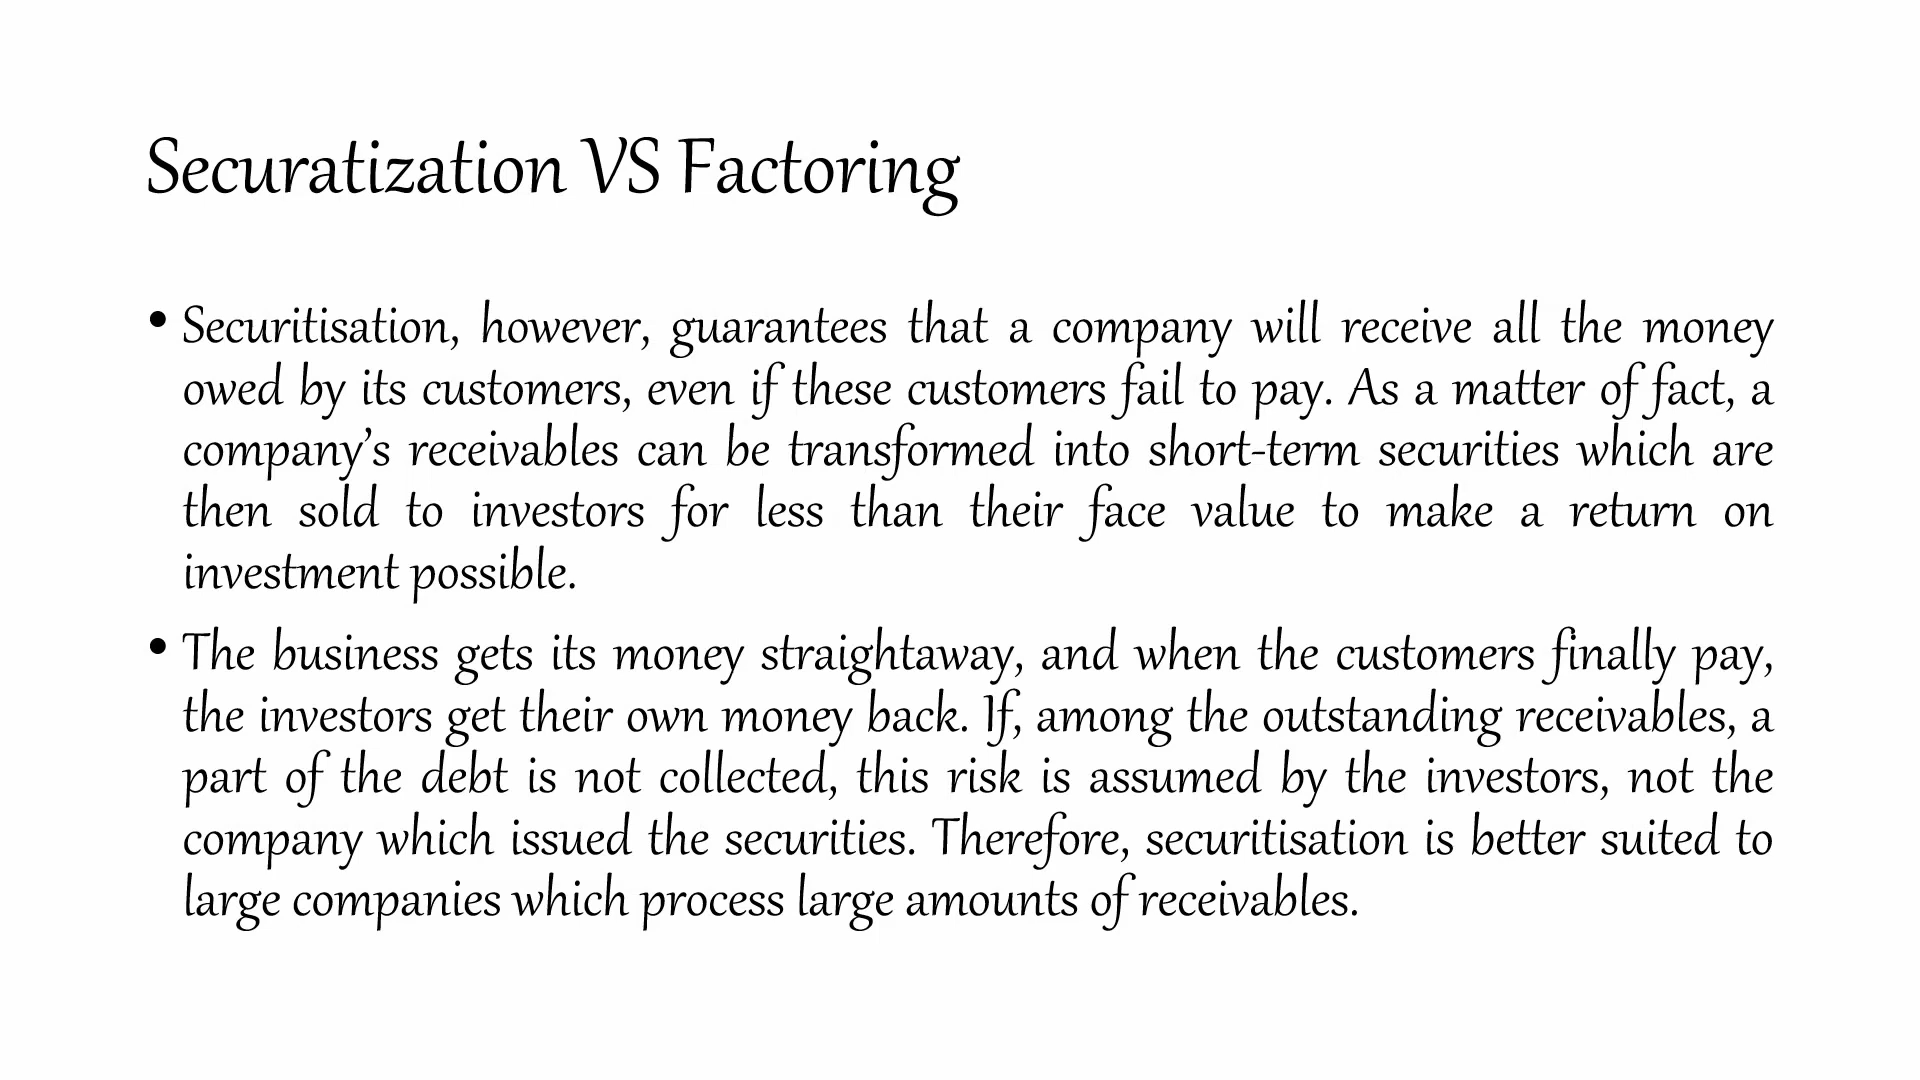 Securatization VS Factoring
• Securitisation, however, guarantees that a company will receive all the money
owed by its customers, even if these customers fail to pay. As a matter of fact, a
company’s receivables can be transformed into short-term securities which are
then sold to investors for less than their face value to make a return on
investment possible.
• The business gets its money straightaway, and when the customers finally pay,
the investors get their own money back. If, among the outstanding receivables, a
part of the debt is not collected, this risk is assumed by the investors, not the
company which issued the securities. Therefore, securitisation is better suited to
large companies which process large amounts of receivables.